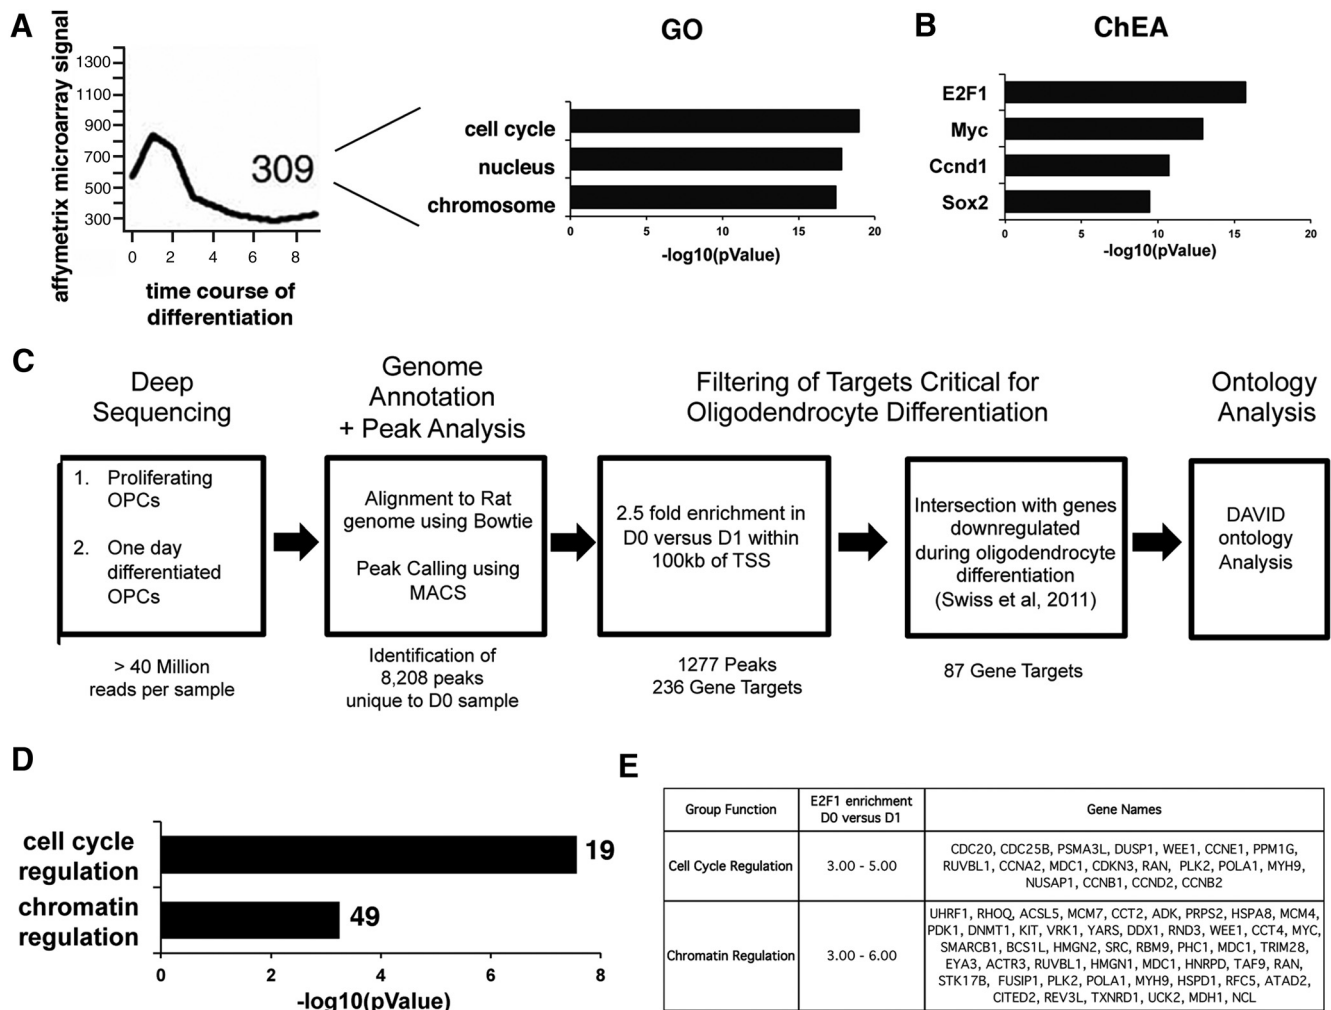 A
affymetrix microarray signal
1300
1100
900
700
500
300
309
0 2 4 6 8
time course of
differentiation
GO
cell cycle
nucleus
chromosome
0 5 10 15 20
-log10(pValue)
B
ChEA
E2F1
Myc
Ccnd1
Sox2
0 5 10 15 20
-log10(pValue)
C
Deep
Sequencing
1. Proliferating
OPCs
2. One day
differentiated
OPCs
> 40 Million
reads per sample
Genome
Annotation
+ Peak Analysis
Alignment to Rat
genome using Bowtie
Peak Calling using
MACS
Identification of
8,208 peaks
unique to D0 sample
Filtering of Targets Critical for
Oligodendrocyte Differentiation
2.5 fold enrichment in
D0 versus D1 within
100kb of TSS
1277 Peaks
236 Gene Targets
Intersection with genes
downregulated
during oligodendrocyte
differentiation
(Swiss et al, 2011)
87 Gene Targets
Ontology
Analysis
DAVID
ontology
Analysis
D
cell cycle
regulation
19
chromatin
regulation
49
0 2 4 6 8
-log10(pValue)
E
Group Function
E2F1 enrichment
D0 versus D1
Gene Names
Cell Cycle Regulation
3.00 - 5.00
CDC20, CDC25B, PSMA3L, DUSP1, WEE1, CCNE1, PPM1G,
RUVBL1, CCNA2, MDC1, CDKN3, RAN, PLK2, POLA1, MYH9,
NUSAP1, CCNB1, CCND2, CCNB2
Chromatin Regulation
3.00 - 6.00
UHRF1, RHOQ, ACSL5, MCM7, CCT2, ADK, PRPS2, HSPA8, MCM4,
PDK1, DNMT1, KIT, VRK1, YARS, DDX1, RND3, WEE1, CCT4, MYC,
SMARCB1, BCS1L, HMGN2, SRC, RBM9, PHC1, MDC1, TRIM28,
EYA3, ACTR3, RUVBL1, HMGN1, MDC1, HNRPD, TAF9, RAN,
STK17B, FUSIP1, PLK2, POLA1, MYH9, HSPD1, RFC5, ATAD2,
CITED2, REV3L, TXNRD1, UCK2, MDH1, NCL